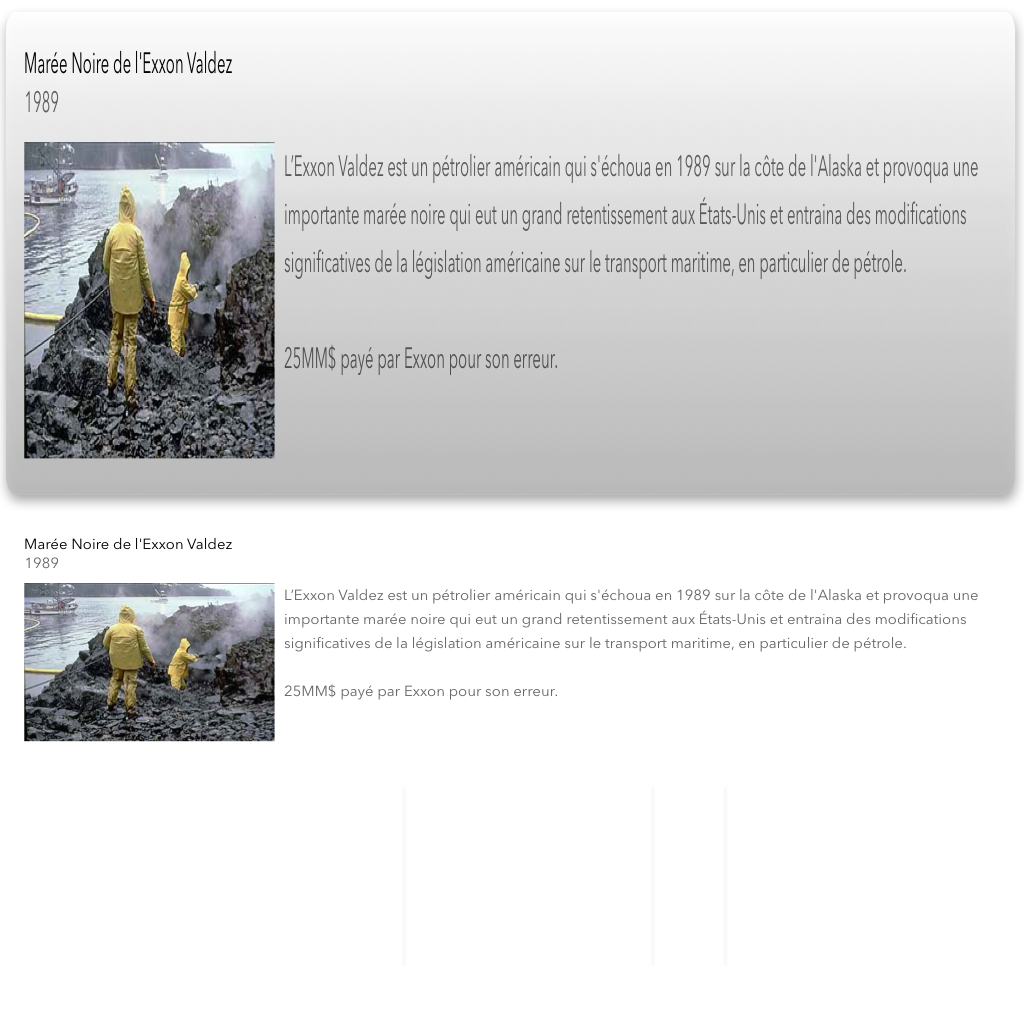 Marée Noire de l'Exxon Valdez
1989
L’Exxon Valdez est un pétrolier américain qui s'échoua en 1989 sur la côte de l'Alaska et provoqua une
importante marée noire qui eut un grand retentissement aux États-Unis et entraina des modifications
significatives de la législation américaine sur le transport maritime, en particulier de pétrole.
25MM$ payé par Exxon pour son erreur.
Marée Noire de l'Exxon Valdez
1989
L’Exxon Valdez est un pétrolier américain qui s'échoua en 1989 sur la côte de l'Alaska et provoqua une
importante marée noire qui eut un grand retentissement aux États-Unis et entraina des modifications
significatives de la législation américaine sur le transport maritime, en particulier de pétrole.
25MM$ payé par Exxon pour son erreur.